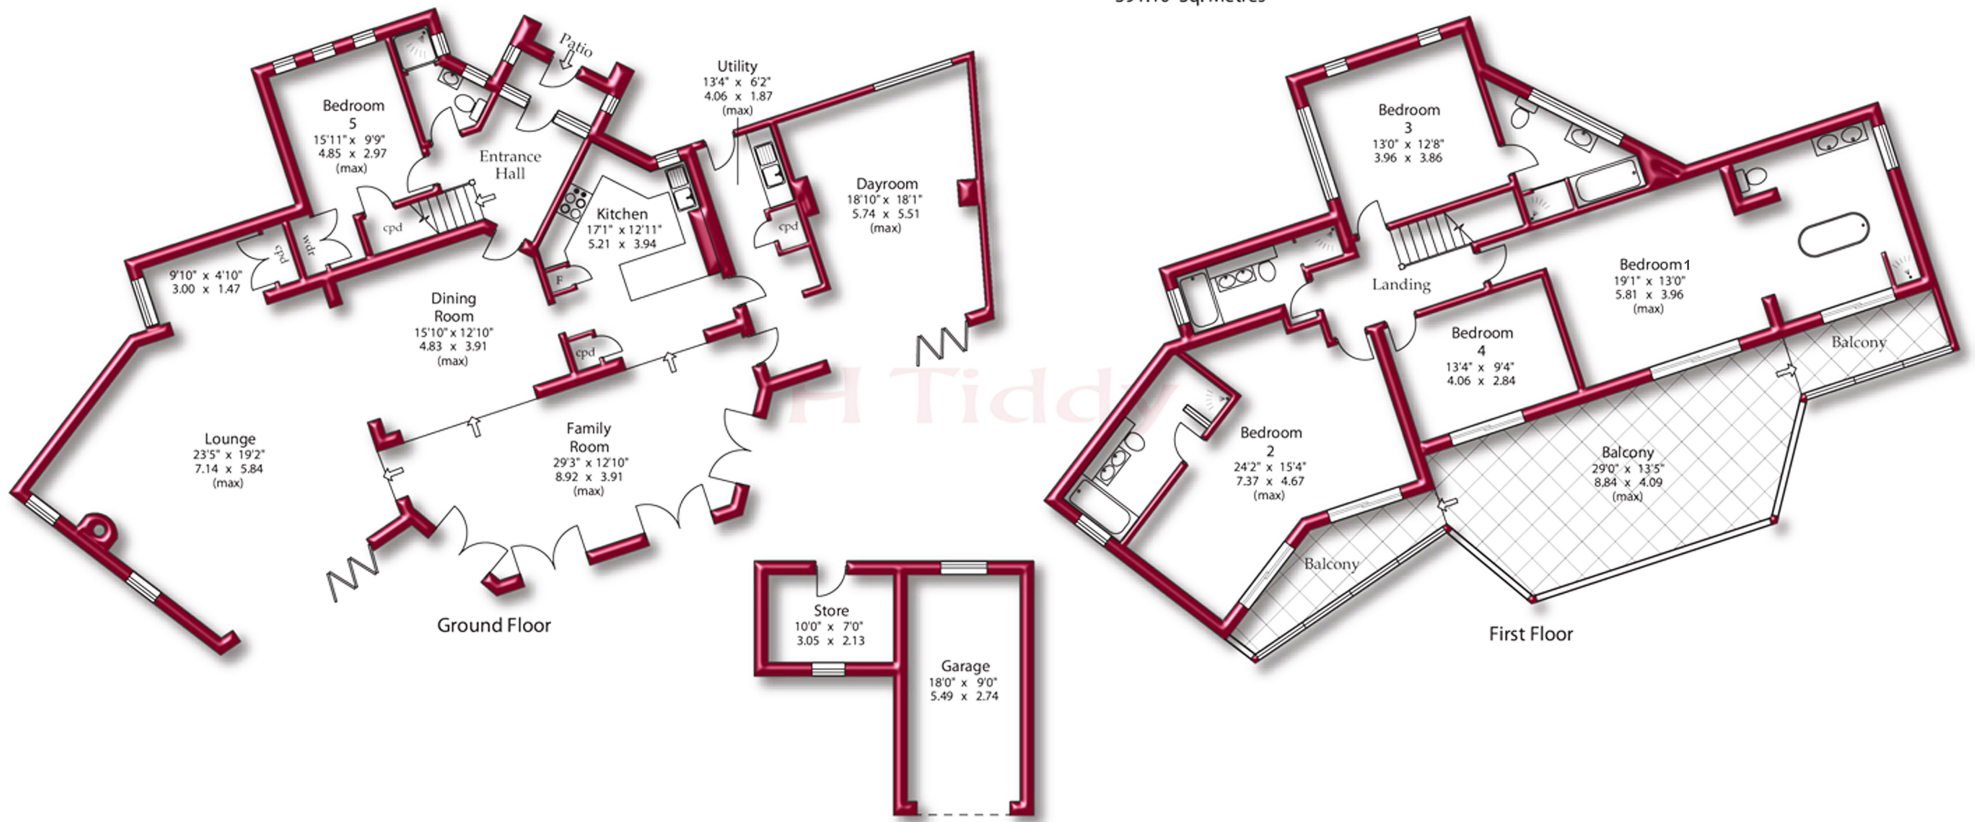 Patio
Utility
13'4" x 6'2"
4.06 x 1.87
(max)
Bedroom
5
15'11" x 9'9"
4.85 x 2.97
(max)
Entrance
Hall
Kitchen
17'1" x 12'11"
5.21 x 3.94
Dayroom
18'10" x 18'1"
5.74 x 5.51
(max)
cpd
cpd
wdr
cpd
F
9'10" x 4'10"
3.00 x 1.47
Dining
Room
15'10" x 12'10"
4.83 x 3.91
(max)
cpd
Lounge
23'5" x 19'2"
7.14 x 5.84
(max)
Family
Room
29'3" x 12'10"
8.92 x 3.91
(max)
H Tiddy
Ground Floor
Store
10'0" x 7'0"
3.05 x 2.13
Garage
18'0" x 9'0"
5.49 x 2.74
Bedroom
3
13'0" x 12'8"
3.96 x 3.86
Landing
Bedroom1
19'1" x 13'0"
5.81 x 3.96
(max)
Bedroom
4
13'4" x 9'4"
4.06 x 2.84
Balcony
Bedroom
2
24'2" x 15'4"
7.37 x 4.67
(max)
Balcony
29'0" x 13'5"
8.84 x 4.09
(max)
Balcony
First Floor